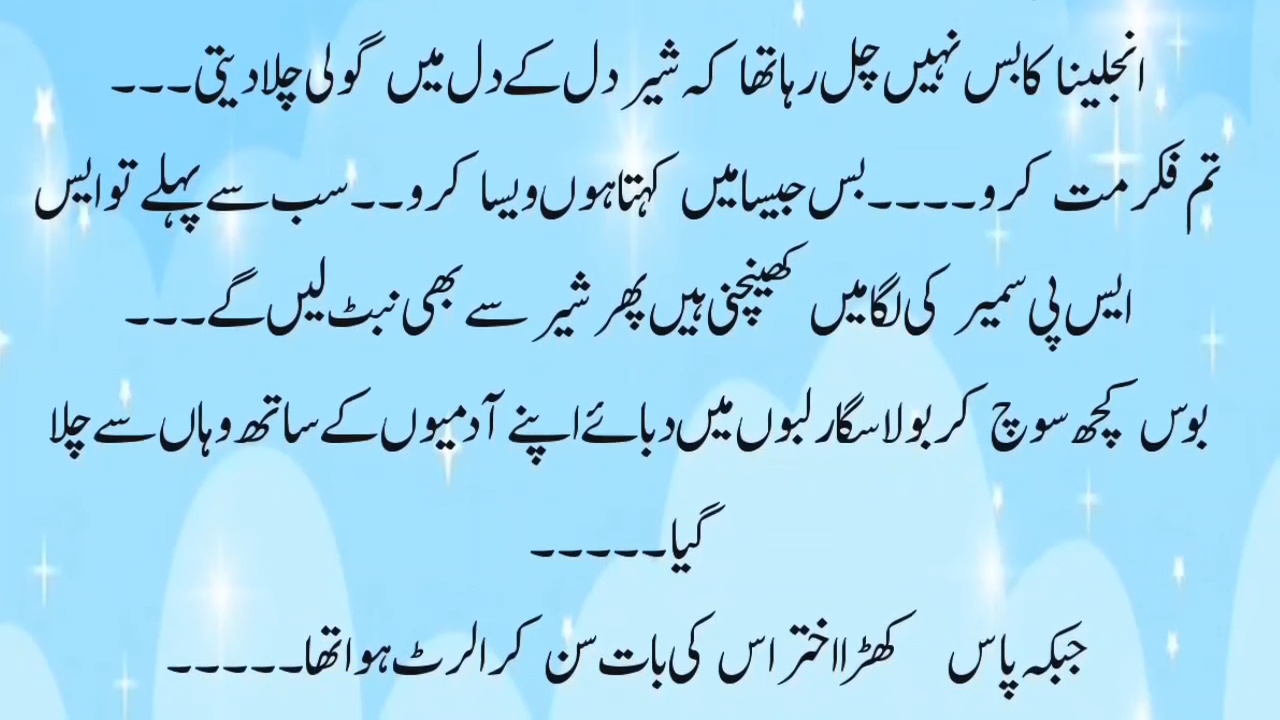 انجلینا کا بس نہیں چل رہا تھا کہ شیر دل کے دل میں گولی چلا دیتی۔۔۔
تم فکر مت کرو۔۔۔۔بس جیسا میں کہتا ہوں ویسا کرو۔۔سب سے پہلے تو ایس
ایس پی سمیر کی لگامیں کھینچنی ہیں پھر شیر سے بھی نبٹ لیں گے۔۔۔
بوس کچھ سوچ کر بولا سگار لبوں میں دبائے اپنے آدمیوں کے ساتھ وہاں سے چلا
گیا۔۔۔۔۔
جبکہ پاس کھڑا اختر اس کی بات سن کر الرٹ ہوا تھا۔۔۔۔۔